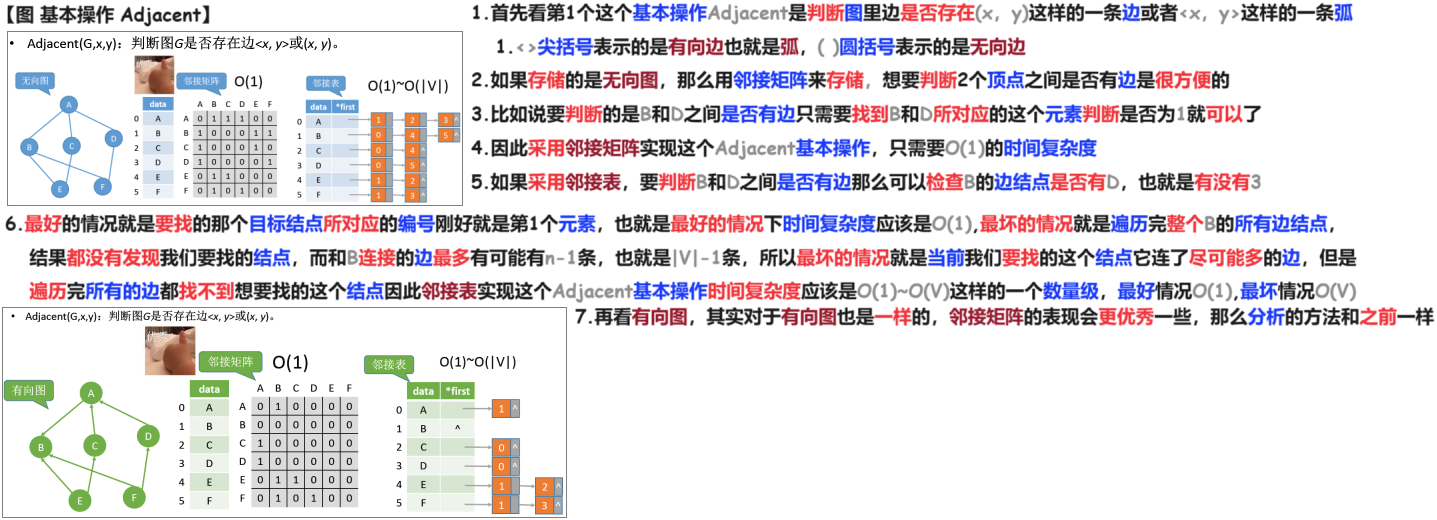 【图 基本操作 Adjacent】
• Adjacent(G,x,y)：判断图G是否存在边<x, y>或(x, y)。
无向图
A
B
C
D
E
F
邻接矩阵 O(1)
data
0 A
1 B
2 C
3 D
4 E
5 F
A B C D E F
A 0 1 1 1 0 0
B 1 0 0 0 1 1
C 1 0 0 0 1 0
D 1 0 0 0 0 1
E 0 1 1 0 0 0
F 0 1 0 1 0 0
邻接表 O(1)~O(|V|)
data *first
0 A 1 2 3 ^
1 B 0 4 5 ^
2 C 0 4 ^
3 D 0 5 ^
4 E 1 2 ^
5 F 1 3 ^
1.首先看第1个这个基本操作Adjacent是判断图里边是否存在(x, y)这样的一条边或者<x, y>这样的一条弧
1.<>尖括号表示的是有向边也就是弧，( )圆括号表示的是无向边
2.如果存储的是无向图，那么用邻接矩阵来存储，想要判断2个顶点之间是否有边是很方便的
3.比如说要判断的是B和D之间是否有边只需要找到B和D所对应的这个元素判断是否为1就可以了
4.因此采用邻接矩阵实现这个Adjacent基本操作，只需要O(1)的时间复杂度
5.如果采用邻接表，要判断B和D之间是否有边那么可以检查B的边结点是否有D，也就是有没有3
6.最好的情况就是要找的那个目标结点所对应的编号刚好就是第1个元素，也就是最好的情况下时间复杂度应该是O(1),最坏的情况就是遍历完整个B的所有边结点，
结果都没有发现我们要找的结点，而和B连接的边最多有可能有n-1条，也就是|V|-1条，所以最坏的情况就是当前我们要找的这个结点它连了尽可能多的边，但是
遍历完所有的边都找不到想要找的这个结点因此邻接表实现这个Adjacent基本操作时间复杂度应该是O(1)~O(V)这样的一个数量级，最好情况O(1),最坏情况O(V)
7.再看有向图，其实对于有向图也是一样的，邻接矩阵的表现会更优秀一些，那么分析的方法和之前一样
• Adjacent(G,x,y)：判断图G是否存在边<x, y>或(x, y)。
有向图
A
B
C
D
E
F
邻接矩阵 O(1)
data
0 A
1 B
2 C
3 D
4 E
5 F
A B C D E F
A 0 1 0 0 0 0
B 0 0 0 0 0 0
C 1 0 0 0 0 0
D 1 0 0 0 0 0
E 0 1 1 0 0 0
F 0 1 0 1 0 0
邻接表 O(1)~O(|V|)
data *first
0 A 1 ^
1 B ^
2 C 0 ^
3 D 0 ^
4 E 1 2 ^
5 F 1 3 ^